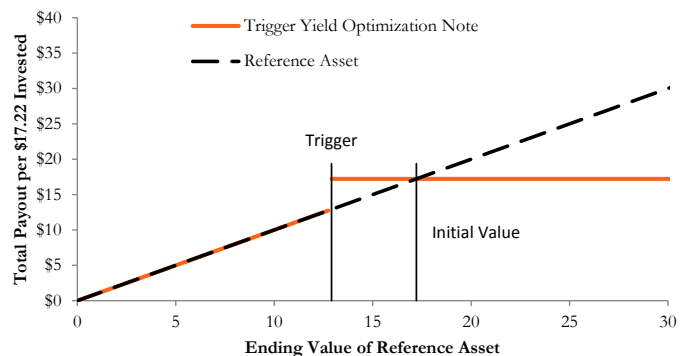 $40
$35
$30
$25
$20
$15
$10
$5
$0
Total Payout per $17.22 Invested
Trigger Yield Optimization Note
Reference Asset
Trigger
Initial Value
0 5 10 15 20 25 30
Ending Value of Reference Asset